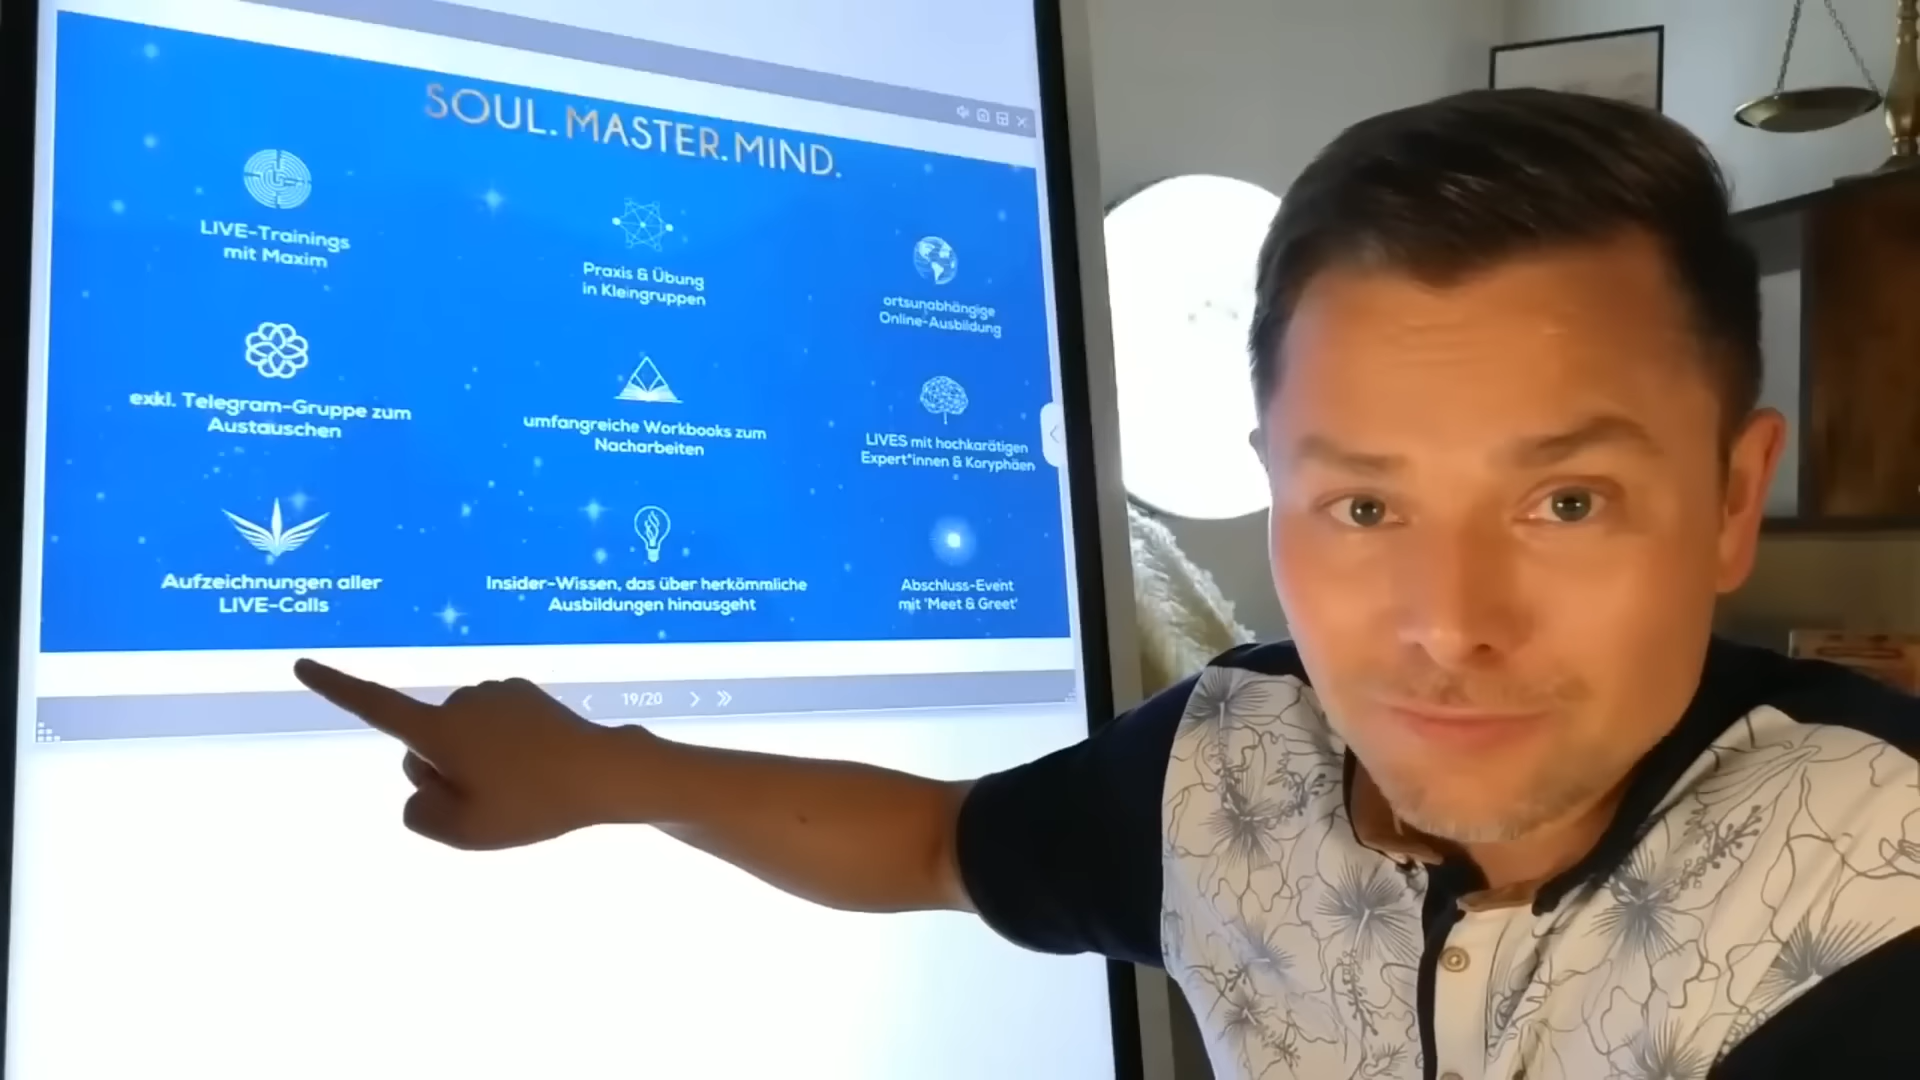 SOUL.MASTER.MIND.
LIVE-Trainings
mit Maxim
Praxis & Übung
in Kleingruppen
ortsunabhängige
Online-Ausbildung
exkl. Telegram-Gruppe zum
Austauschen
umfangreiche Workbooks zum
Nacharbeiten
LIVES mit hochkarätigen
Expert*innen & Koryphäen
Aufzeichnungen aller
LIVE-Calls
Insider-Wissen, das über herkömmliche
Ausbildungen hinausgeht
Abschluss-Event
mit 'Meet & Greet'
19/20